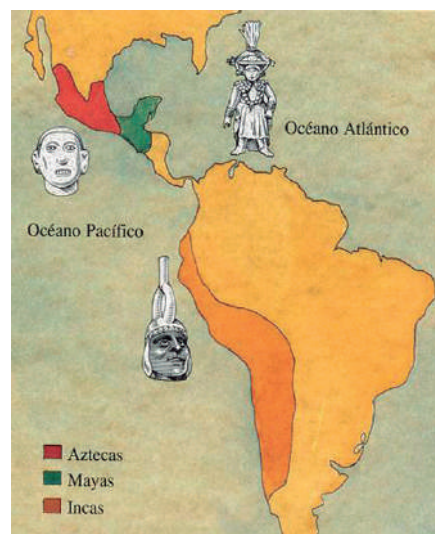 Océano Atlántico
Océano Pacífico
Aztecas
Mayas
Incas